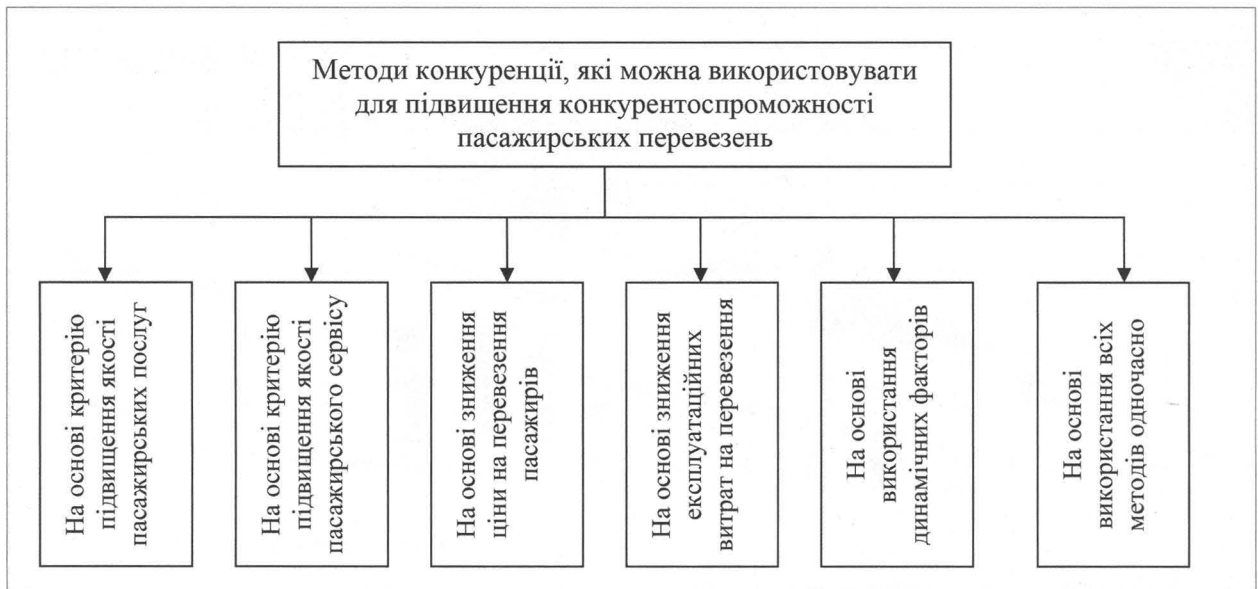 Методи конкуренції, які можна використовувати
для підвищення конкурентоспроможності
пасажирських перевезень
На основі критерію
підвищення якості
пасажирських послуг
На основі критерію
підвищення якості
пасажирського сервісу
На основі зниження
ціни на перевезення
пасажирів
На основі зниження
експлуатаційних
витрат на перевезення
На основі
використання
динамічних факторів
На основі
використання всіх
методів одночасно